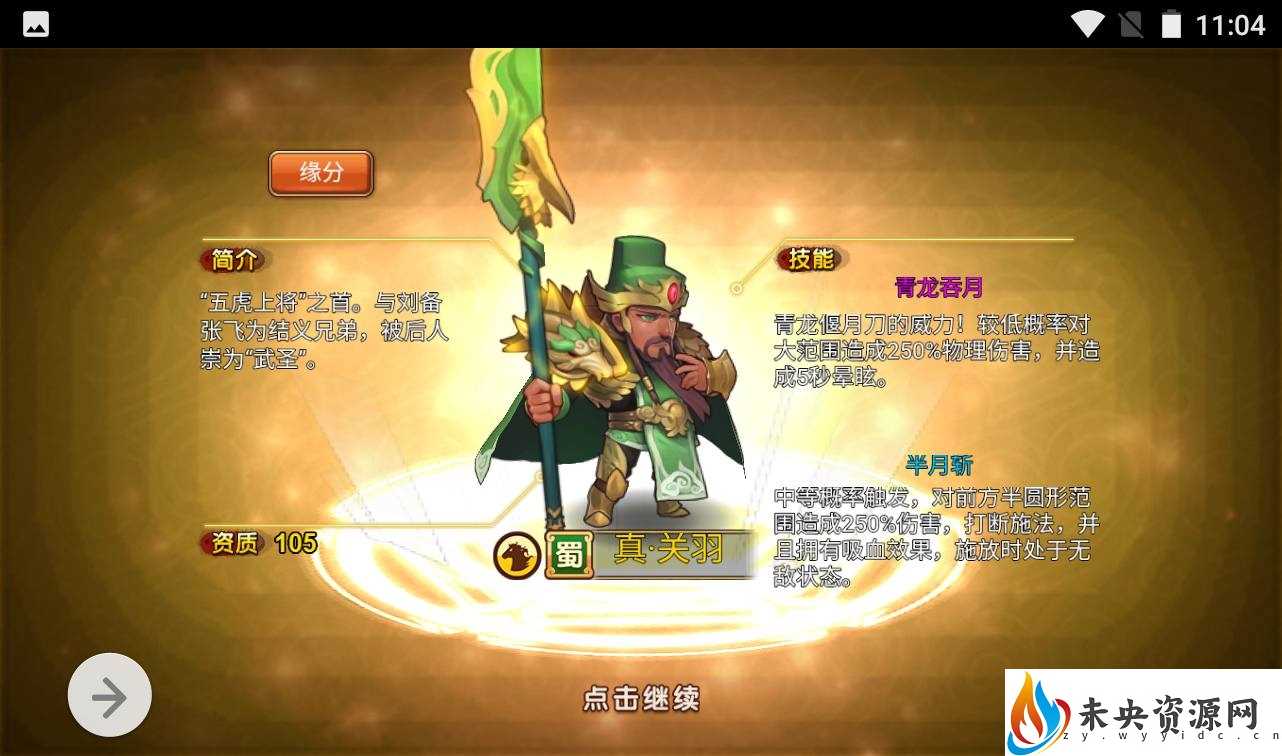 11:04
缘分
简介
“五虎上将”之首。与刘备
张飞为结义兄弟，被后人
崇为“武圣”。
技能
青龙吞月
青龙偃月刀的威力！较低概率对
大范围造成250%物理伤害，并造
成5秒晕眩。
半月斩
中等概率触发，对前方半圆形范
围造成250%伤害，打断施法，并
且拥有吸血效果，施放时处于无
敌状态。
资质 105
蜀 真·关羽
点击继续
未央资源网
zy.wyyidc.cn